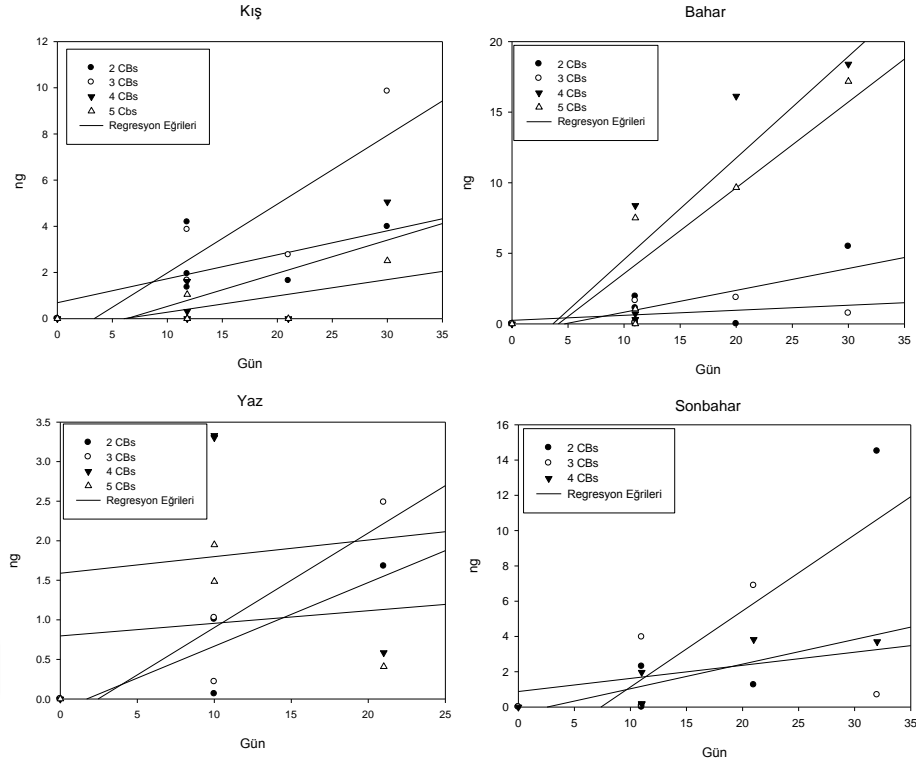 Kış
12
10
8
6
4
2
0
ng
2 CBs
3 CBs
4 CBs
5 Cbs
Regresyon Eğrileri
0 5 10 15 20 25 30 35
Gün
Bahar
20
15
10
5
0
ng
2 CBs
3 CBs
4 CBs
5 CBs
Regresyon Eğrileri
0 5 10 15 20 25 30 35
Gün
Yaz
3.5
3.0
2.5
2.0
1.5
1.0
0.5
0.0
ng
2 CBs
3 CBs
4 CBs
5 CBs
Regresyon Eğrileri
0 5 10 15 20 25
Gün
Sonbahar
16
14
12
10
8
6
4
2
0
ng
2 CBs
3 CBs
4 CBs
Regresyon Eğrileri
0 5 10 15 20 25 30 35
Gün